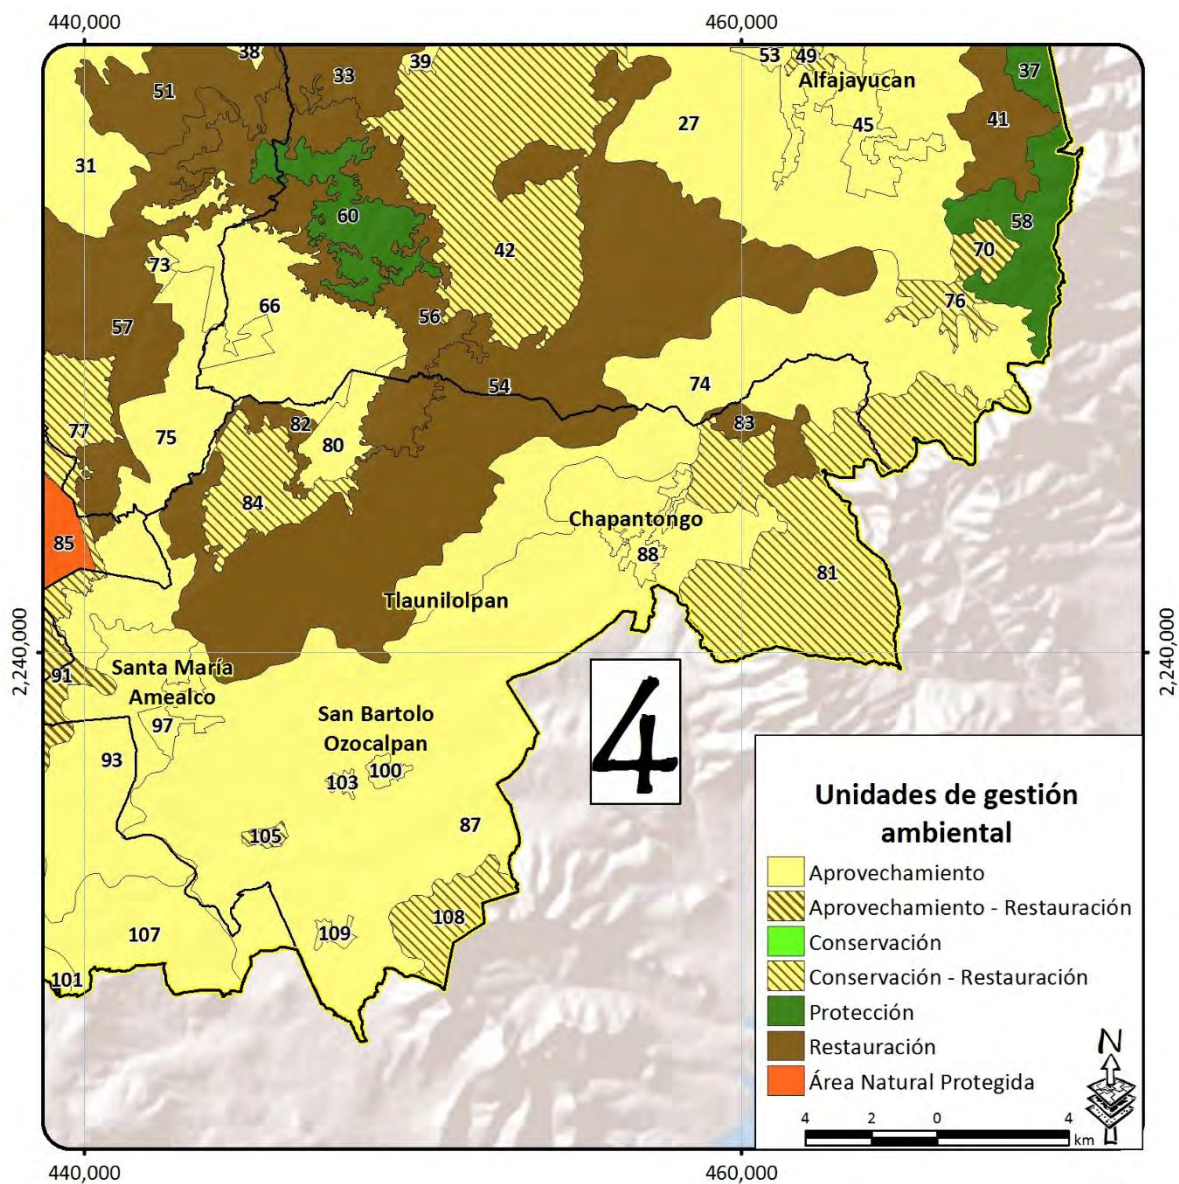 440,000
460,000
38
53
49
39
33
37
51
Alfajayucan
27
45
41
31
60
58
42
70
73
66
76
56
57
54
74
82
83
77
75
80
84
Chapantongo
85
88
81
Tlaunilolpan
2,240,000
2,240,000
Santa María
Amealco
91
97
San Bartolo
Ozocalpan
4
93
103
100
105
87
108
107
109
101
Unidades de gestión
ambiental
Aprovechamiento
Aprovechamiento - Restauración
Conservación
Conservación - Restauración
Protección
Restauración
Área Natural Protegida
N
4 2 0 4
km
440,000
460,000